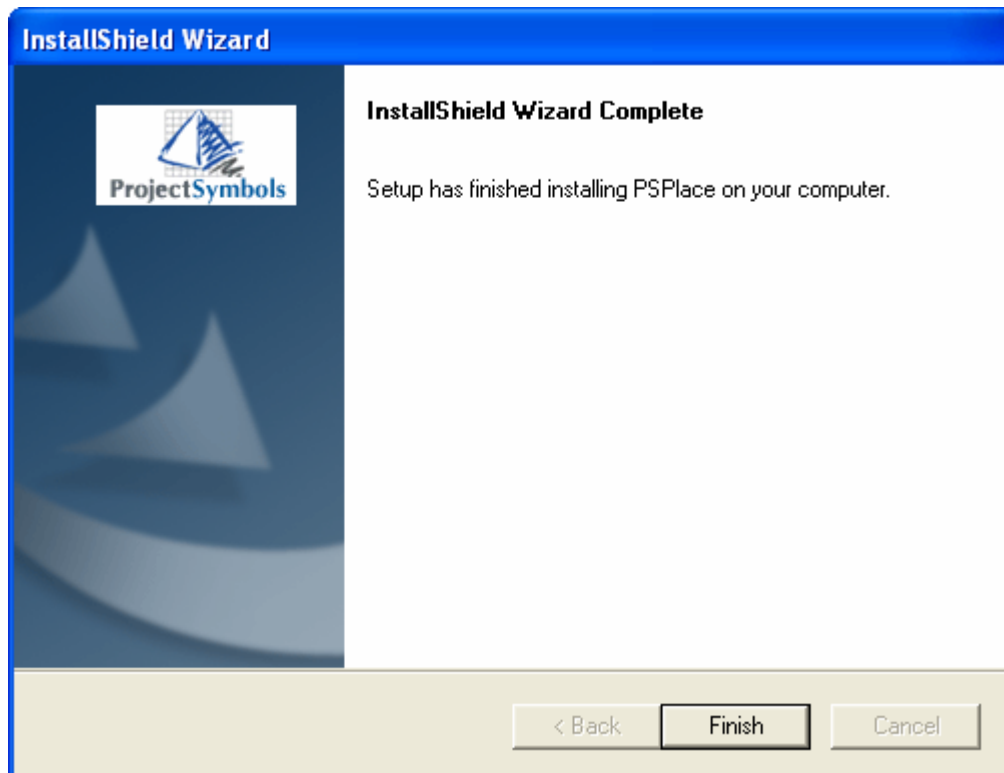 InstallShield Wizard
ProjectSymbols
InstallShield Wizard Complete
Setup has finished installing PSPlace on your computer.
< Back
Finish
Cancel